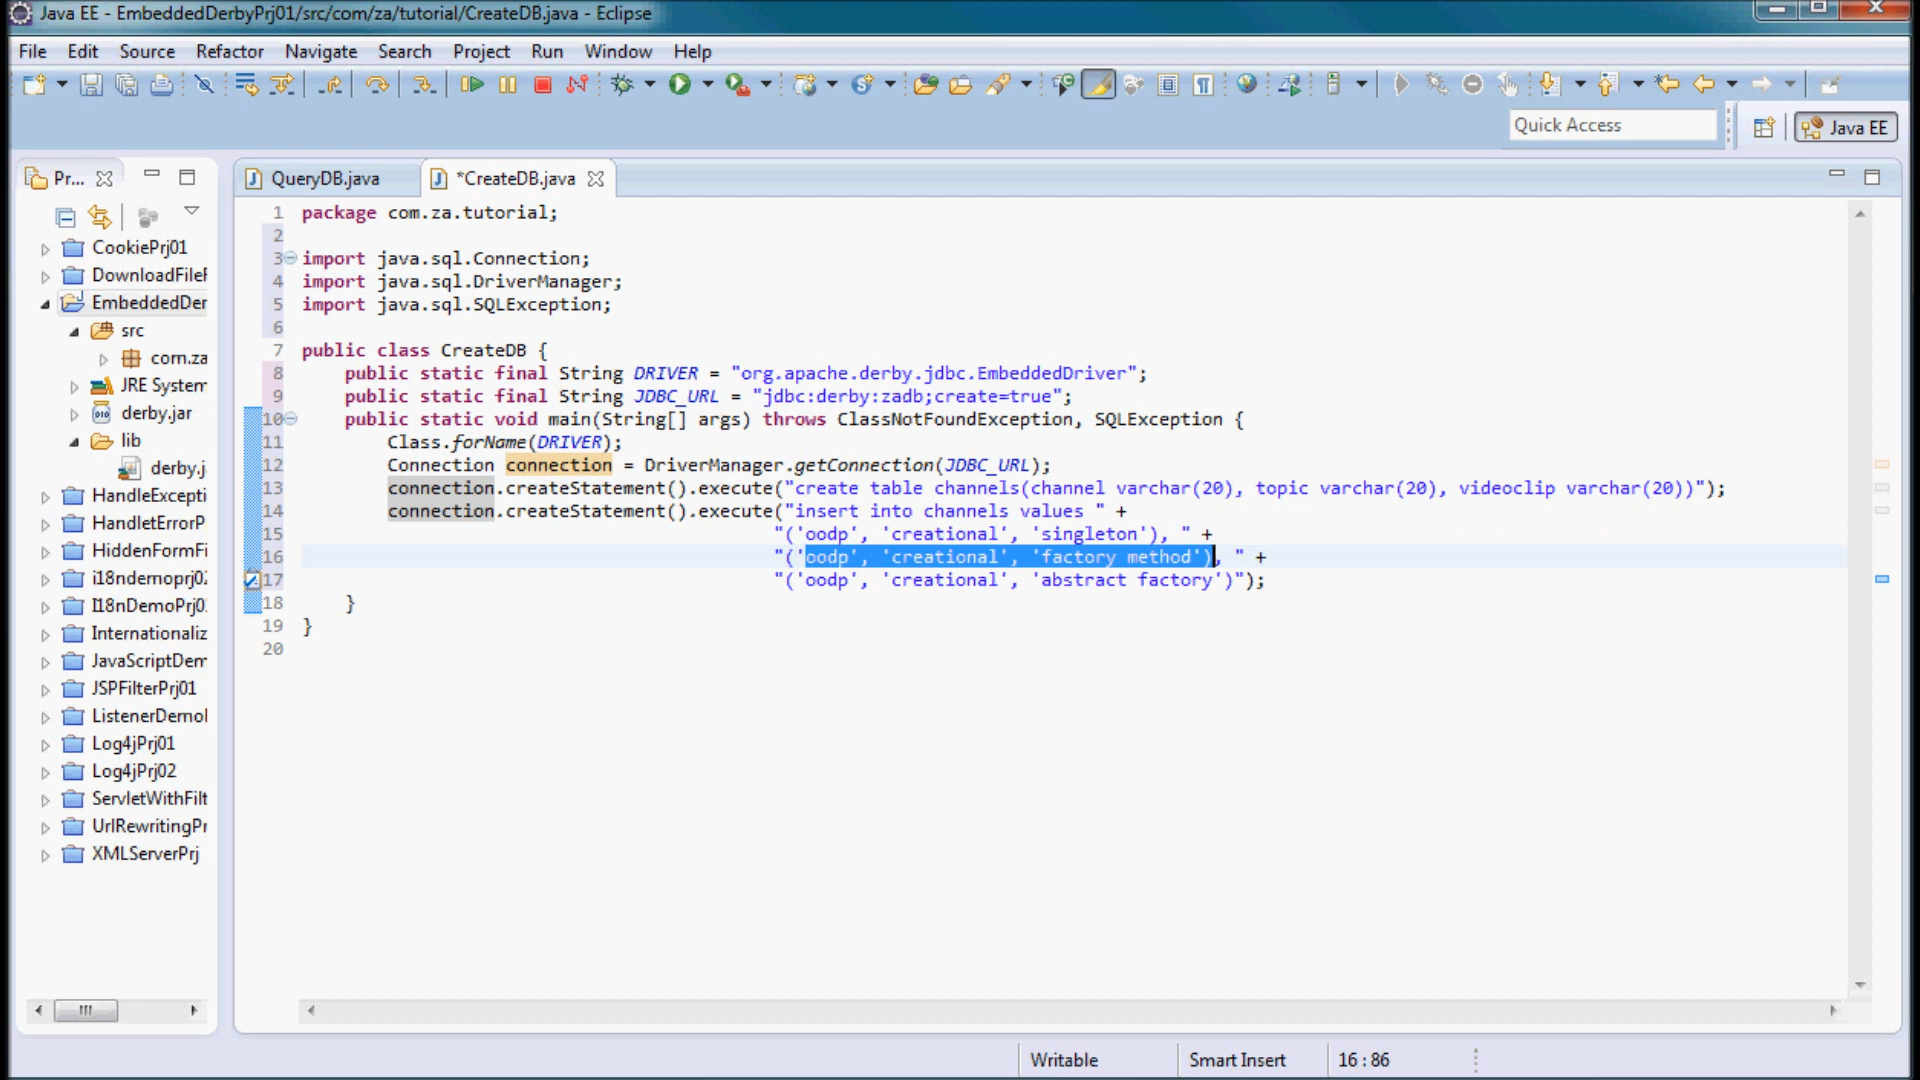 Java EE - EmbeddedDerbyPrj01/src/com/za/tutorial/CreateDB.java - Eclipse
File Edit Source Refactor Navigate Search Project Run Window Help
Quick Access
Java EE
Pr...
QueryDB.java
*CreateDB.java
CookiePrj01
DownloadFileF
EmbeddedDer
src
com.za
JRE System
derby.jar
lib
derby.j
HandleExcepti
HandletErrorP
HiddenFormFi
i18ndemoprj02
I18nDemoPrj0
Internationaliz
JavaScriptDem
JSPFilterPrj01
ListenerDemoI
Log4jPrj01
Log4jPrj02
ServletWithFilt
UrlRewritingPr
XMLServerPrj
1 package com.za.tutorial;
2
3 import java.sql.Connection;
4 import java.sql.DriverManager;
5 import java.sql.SQLException;
6
7 public class CreateDB {
8 public static final String DRIVER = "org.apache.derby.jdbc.EmbeddedDriver";
9 public static final String JDBC_URL = "jdbc:derby:zadb;create=true";
10 public static void main(String[] args) throws ClassNotFoundException, SQLException {
11 Class.forName(DRIVER);
12 Connection connection = DriverManager.getConnection(JDBC_URL);
13 connection.createStatement().execute("create table channels(channel varchar(20), topic varchar(20), videoclip varchar(20))");
14 connection.createStatement().execute("insert into channels values " +
15 "('oodp', 'creational', 'singleton'), " +
16 "('oodp', 'creational', 'factory method'), " +
17 "('oodp', 'creational', 'abstract factory')");
18 }
19 }
20
Writable
Smart Insert
16 : 86